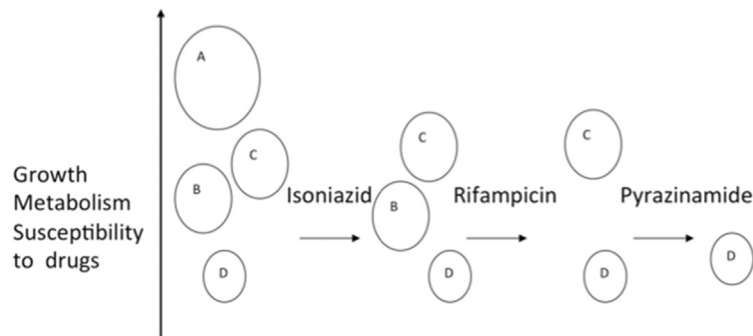 A
C
B
D
Growth
Metabolism
Susceptibility
to drugs
Isoniazid
C
B
D
Rifampicin
C
D
Pyrazinamide
D